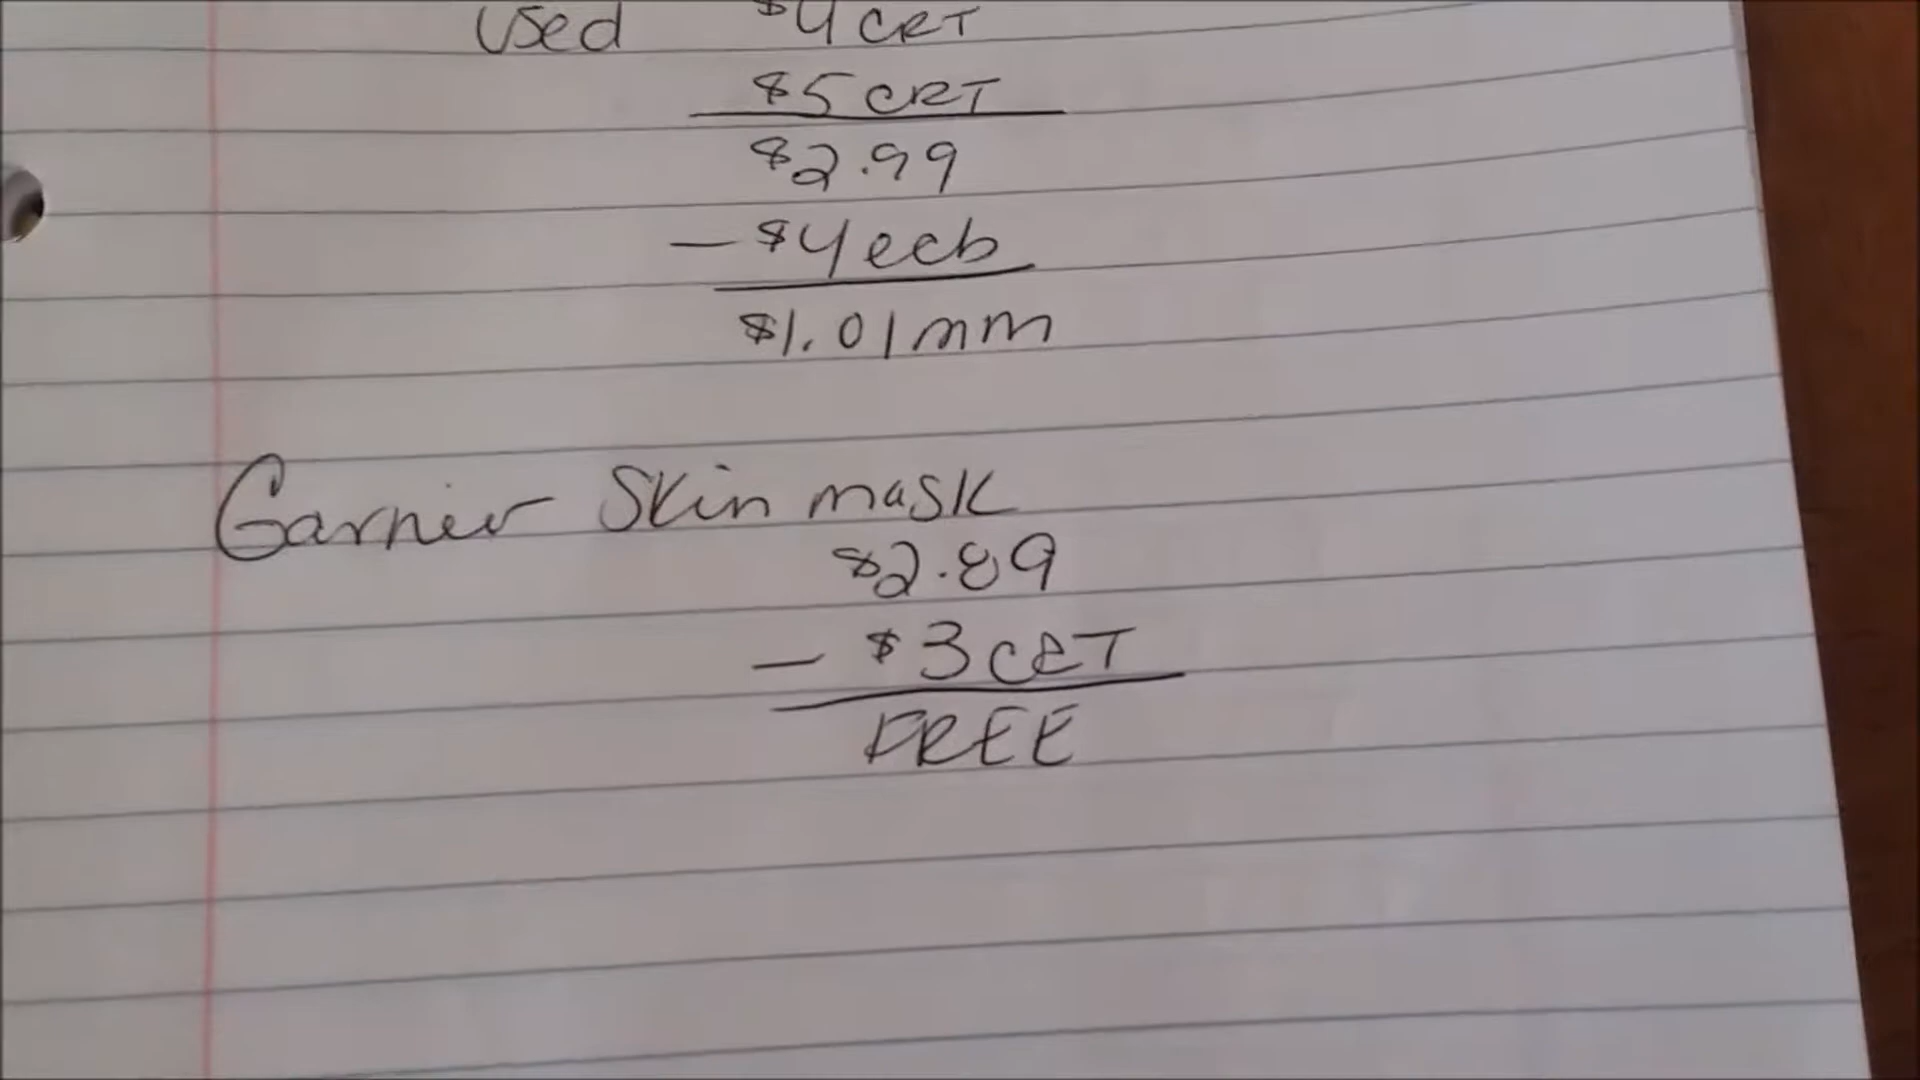 Used $4 CRT
$5 CRT
$2.99
- $4 ecb
$1.01 mm
Garnier Skin mask
$2.89
- $3 CRT
FREE